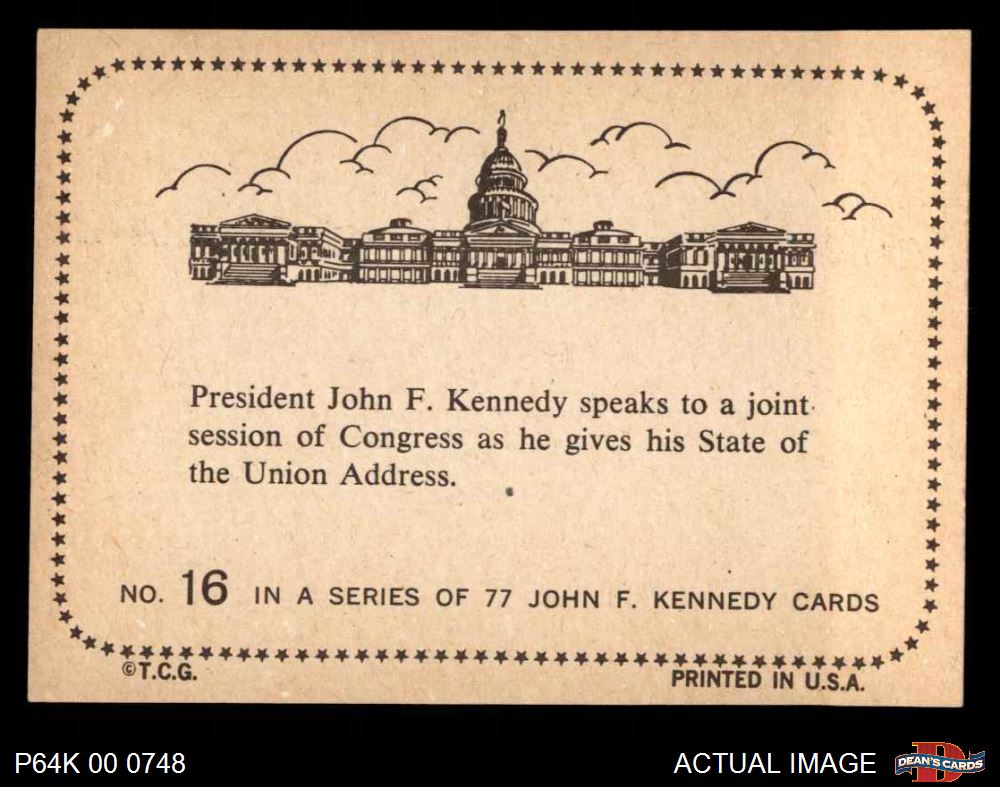 President John F. Kennedy speaks to a joint
session of Congress as he gives his State of
the Union Address.
NO. 16 IN A SERIES OF 77 JOHN F. KENNEDY CARDS
©T.C.G.
PRINTED IN U.S.A.
P64K 00 0748
ACTUAL IMAGE
D
DEAN'S CARDS